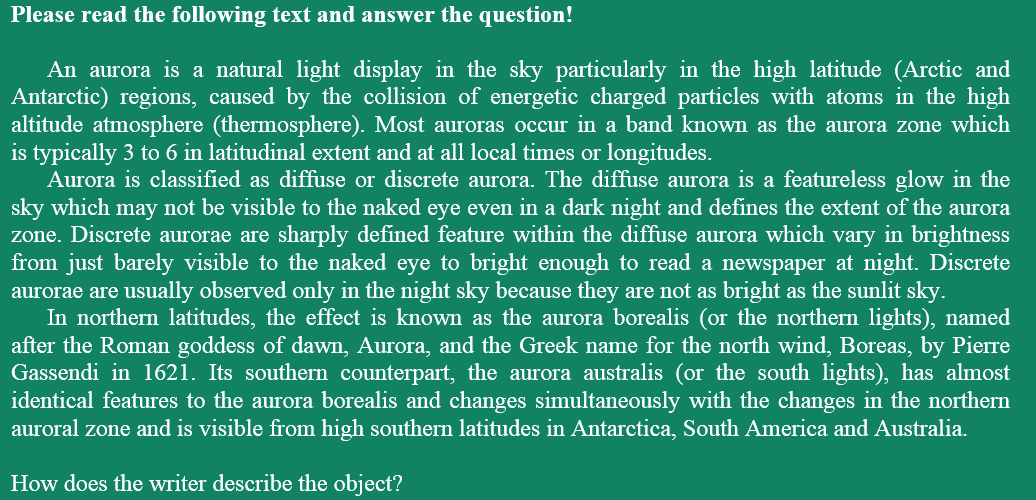 Please read the following text and answer the question!
An aurora is a natural light display in the sky particularly in the high latitude (Arctic and
Antarctic) regions, caused by the collision of energetic charged particles with atoms in the high
altitude atmosphere (thermosphere). Most auroras occur in a band known as the aurora zone which
is typically 3 to 6 in latitudinal extent and at all local times or longitudes.
Aurora is classified as diffuse or discrete aurora. The diffuse aurora is a featureless glow in the
sky which may not be visible to the naked eye even in a dark night and defines the extent of the aurora
zone. Discrete aurorae are sharply defined feature within the diffuse aurora which vary in brightness
from just barely visible to the naked eye to bright enough to read a newspaper at night. Discrete
aurorae are usually observed only in the night sky because they are not as bright as the sunlit sky.
In northern latitudes, the effect is known as the aurora borealis (or the northern lights), named
after the Roman goddess of dawn, Aurora, and the Greek name for the north wind, Boreas, by Pierre
Gassendi in 1621. Its southern counterpart, the aurora australis (or the south lights), has almost
identical features to the aurora borealis and changes simultaneously with the changes in the northern
auroral zone and is visible from high southern latitudes in Antarctica, South America and Australia.
How does the writer describe the object?